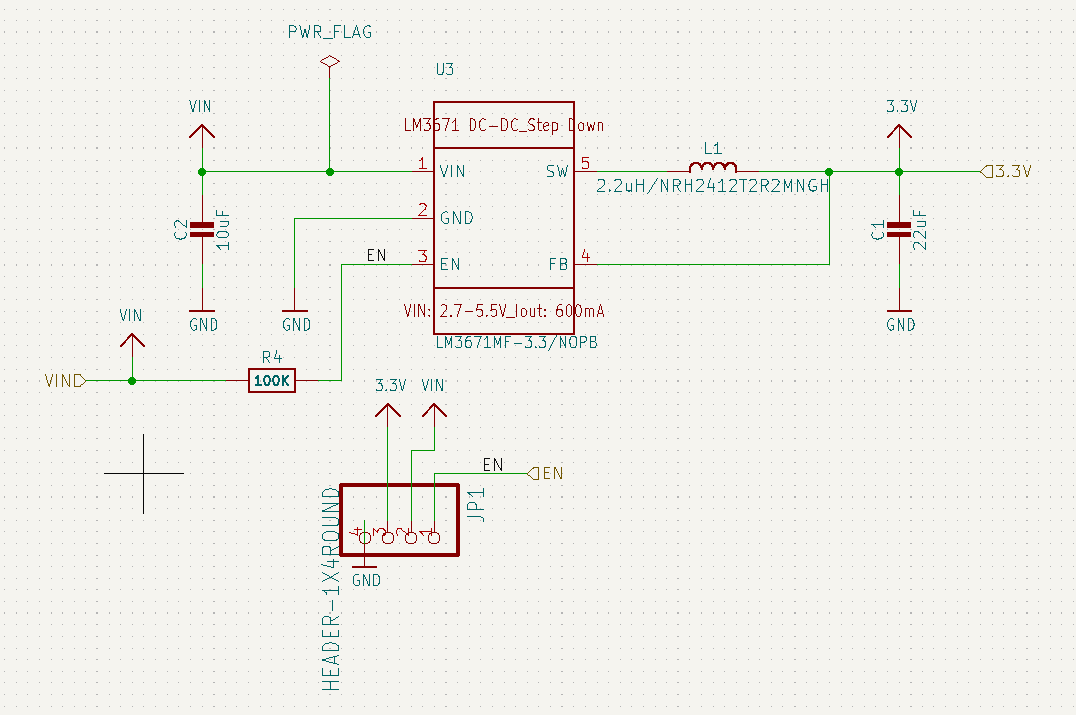 PWR_FLAG
U3
VIN
3.3V
LM3671 DC-DC_Step Down
L1
1 VIN
SW 5
3.3V
2.2uH/NRH2412T2R2MNGH
2 GND
C2
10uF
C1
22uF
EN
3 EN
FB 4
VIN: 2.7-5.5V_Iout: 600mA
GND
GND
GND
VIN
LM3671MF-3.3/NOPB
R4
VIN
100K
3.3V
VIN
EN
EN
JP1
4
3
2
1
GND
HEADER-1X4ROUND